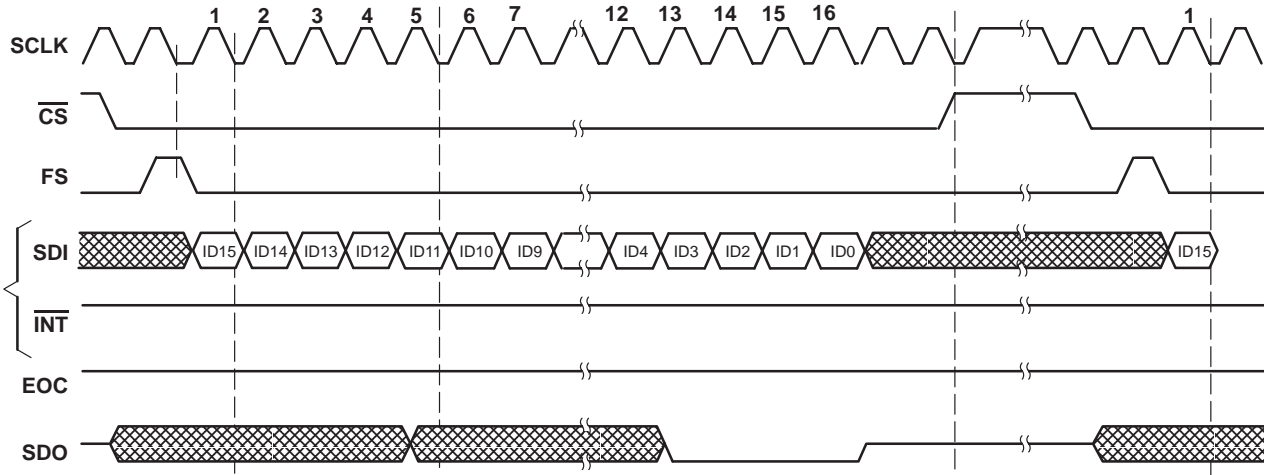 1 2 3 4 5 6 7 12 13 14 15 16 1
SCLK
CS
FS
SDI ID15 ID14 ID13 ID12 ID11 ID10 ID9 ID4 ID3 ID2 ID1 ID0 ID15
INT
EOC
SDO